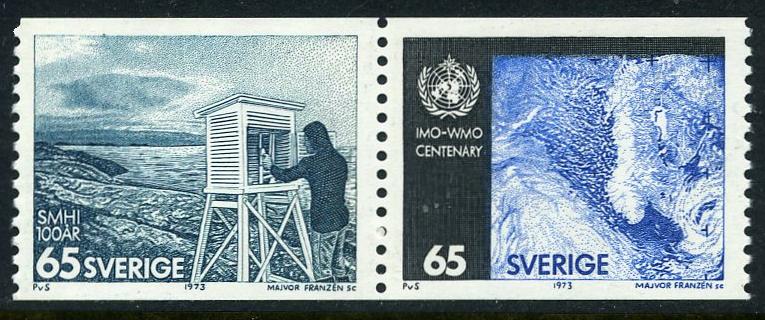 SMHI
100 ÅR
65 SVERIGE
PvS 1973 MAJVOR FRANZÉN SC
IMO-WMO
CENTENARY
65 SVERIGE
PvS 1973 MAJVOR FRANZÉN SC